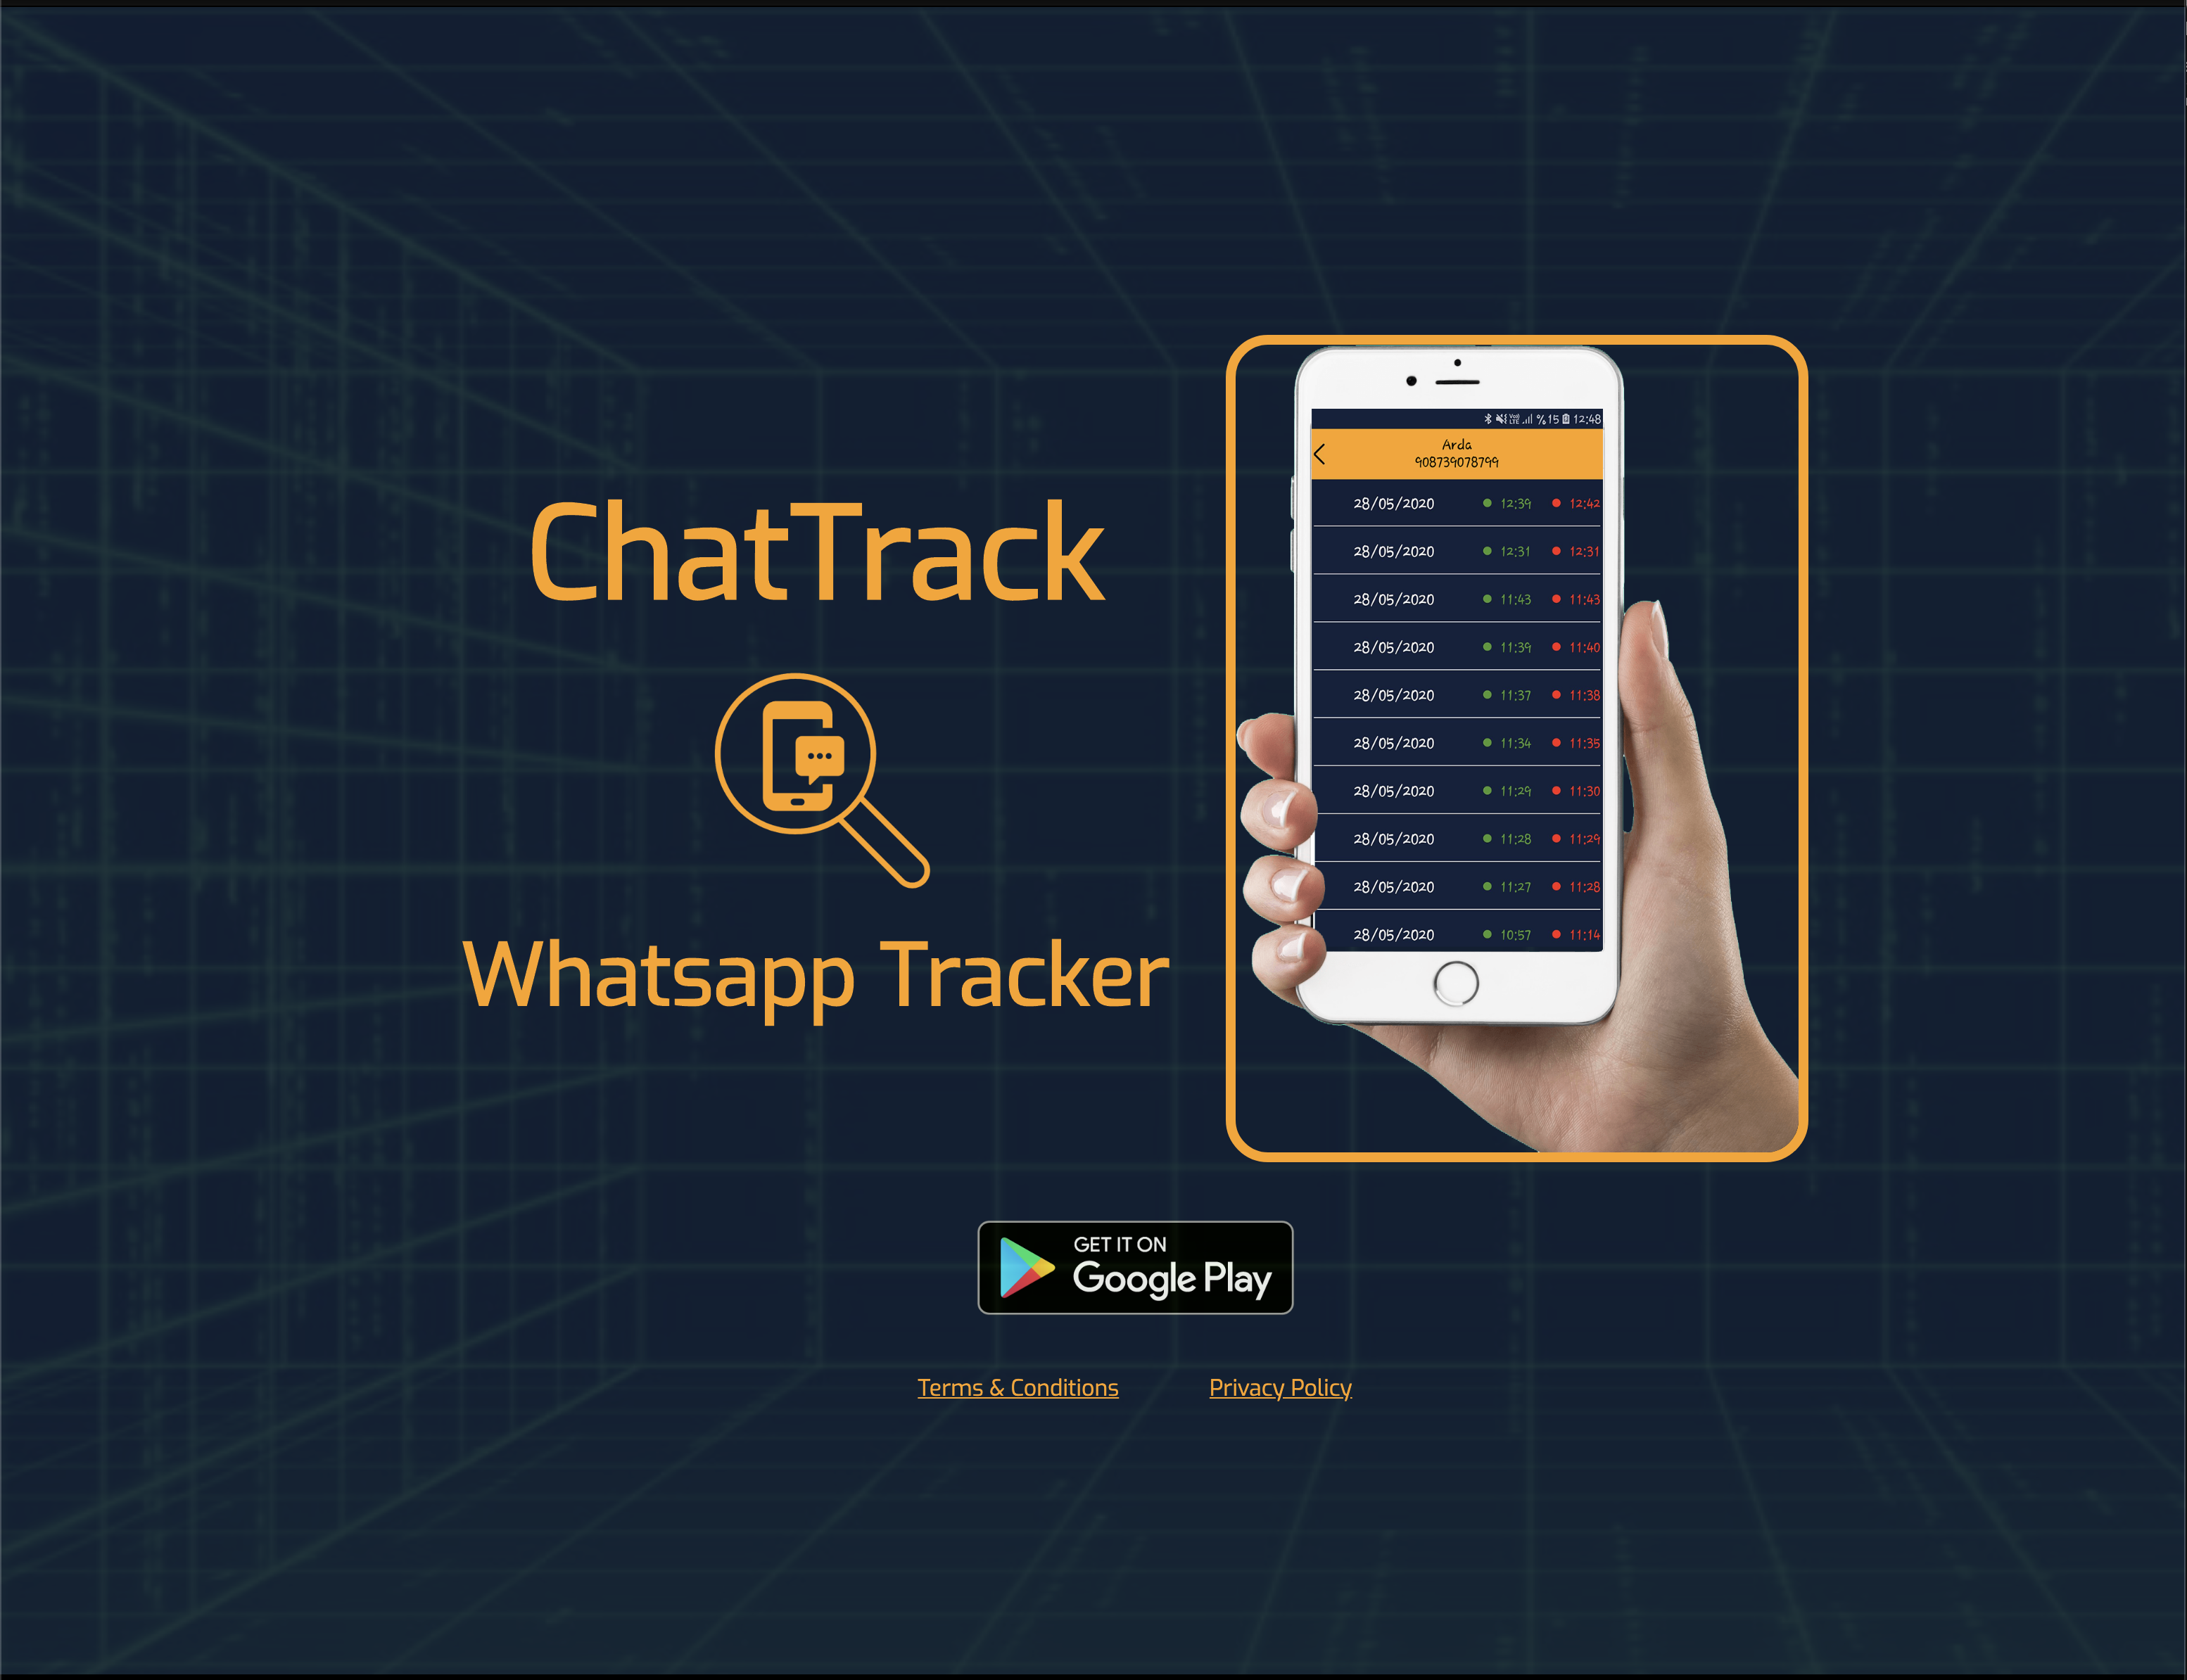 ChatTrack
Whatsapp Tracker
%15 12:48
Arda
908739078799
28/05/2020 12:39 12:42
28/05/2020 12:31 12:31
28/05/2020 11:43 11:43
28/05/2020 11:39 11:40
28/05/2020 11:37 11:38
28/05/2020 11:34 11:35
28/05/2020 11:29 11:30
28/05/2020 11:28 11:29
28/05/2020 11:27 11:28
28/05/2020 10:57 11:14
GET IT ON
Google Play
Terms & Conditions Privacy Policy